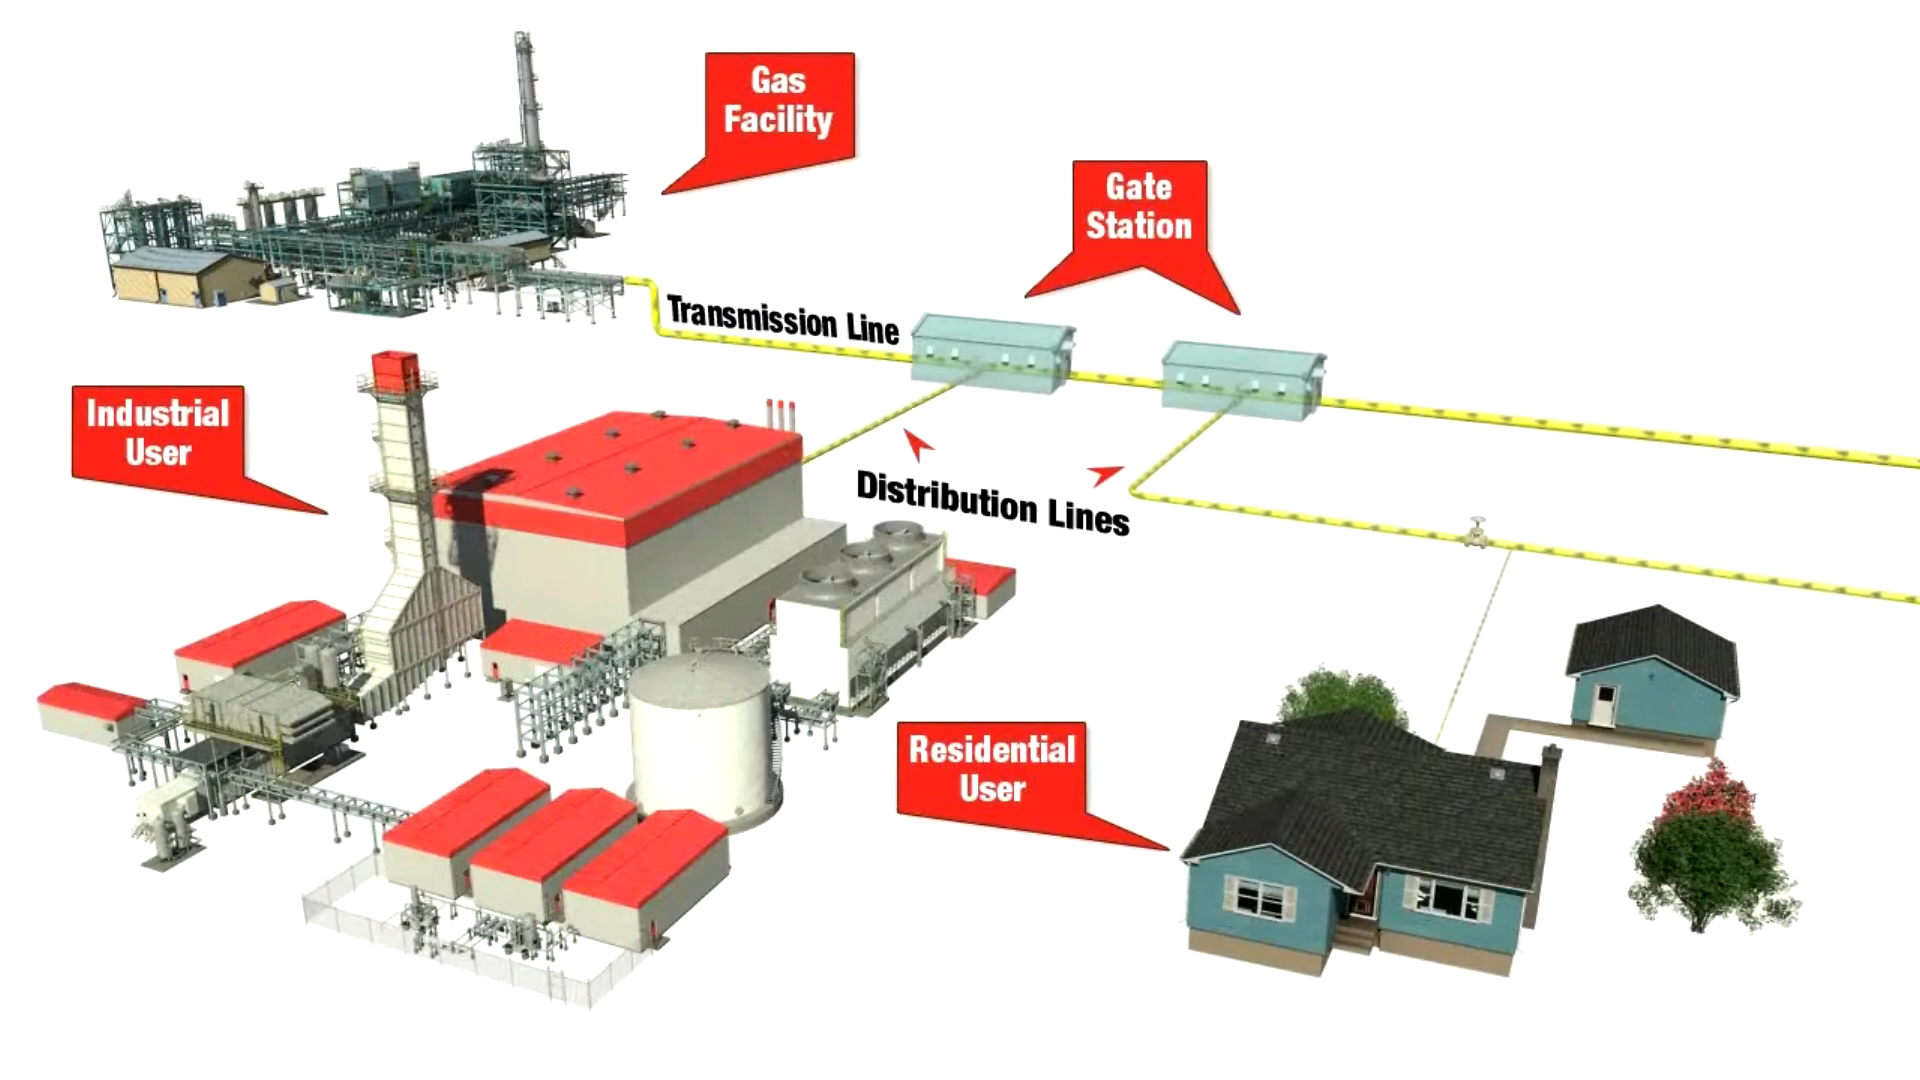 Gas
Facility
Gate
Station
Transmission Line
Industrial
User
Distribution Lines
Residential
User